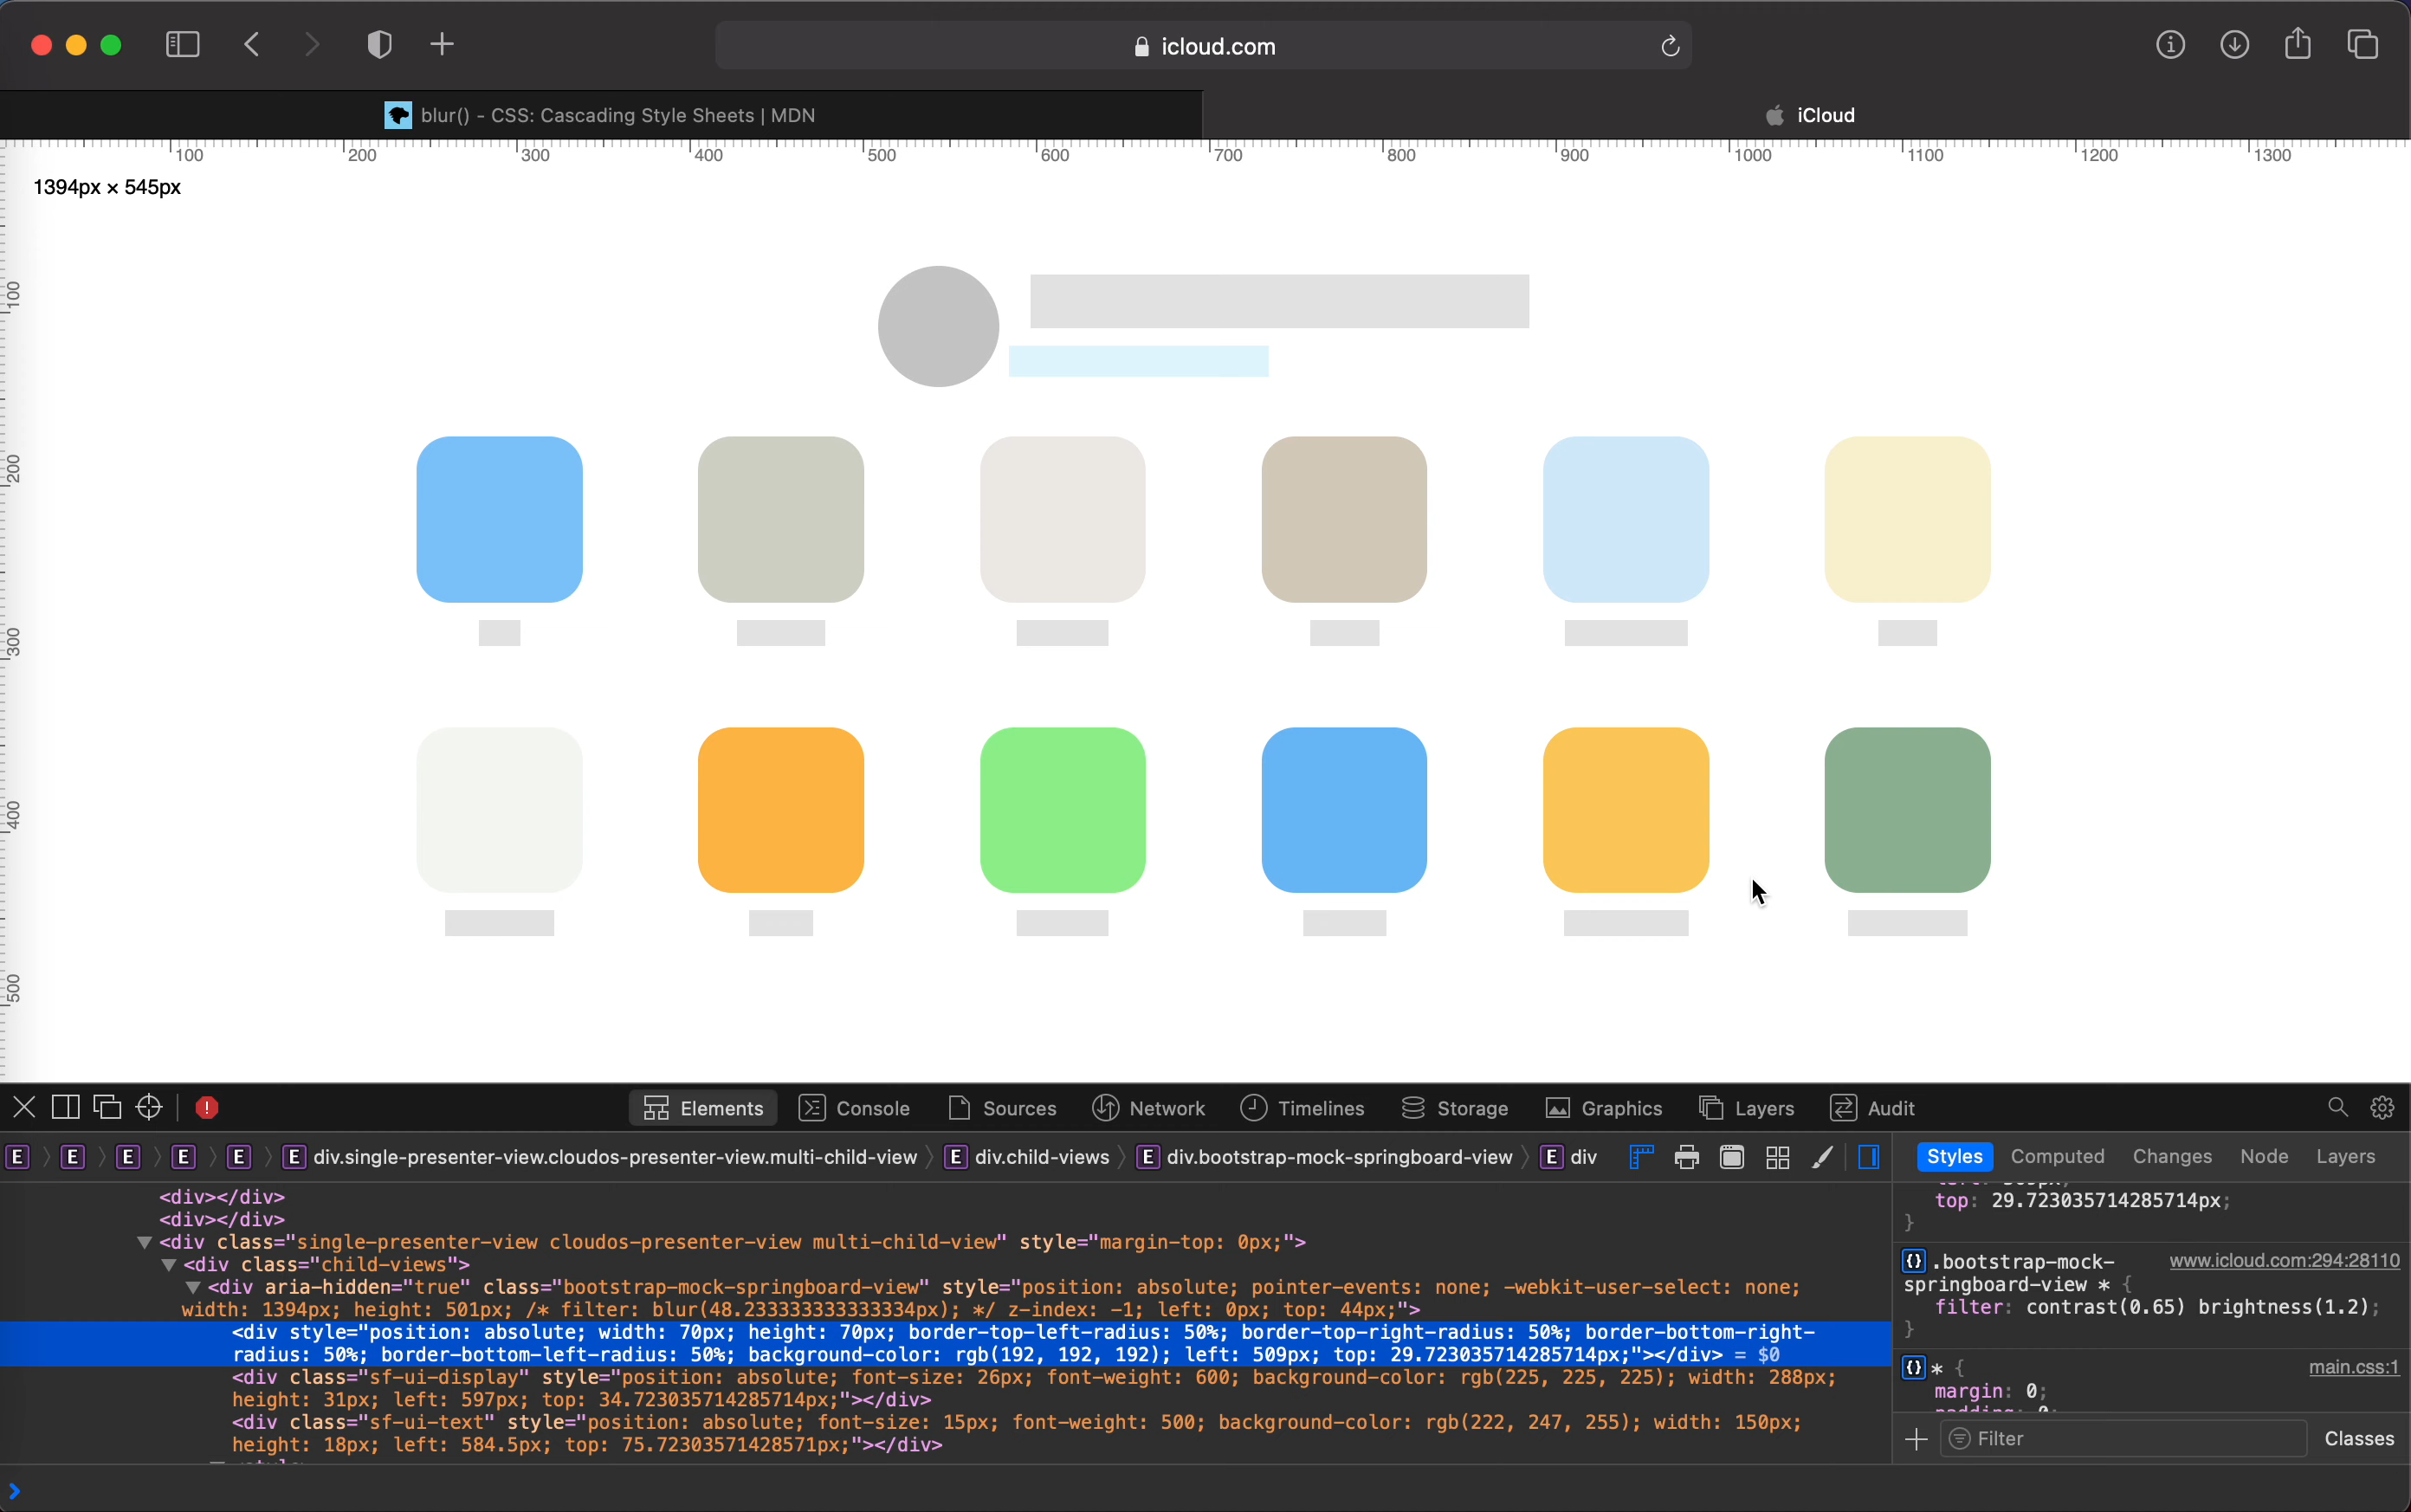 icloud.com
blur() - CSS: Cascading Style Sheets | MDN
iCloud
100 200 300 400 500 600 700 800 900 1000 1100 1200 1300
1394px × 545px
100
200
300
400
500
Elements Console Sources Network Timelines Storage Graphics Layers Audit
E E E E E E div.single-presenter-view.cloudos-presenter-view.multi-child-view E div.child-views E div.bootstrap-mock-springboard-view E div
Styles Computed Changes Node Layers
<div></div>
<div></div>
<div class="single-presenter-view cloudos-presenter-view multi-child-view" style="margin-top: 0px;">
<div class="child-views">
<div aria-hidden="true" class="bootstrap-mock-springboard-view" style="position: absolute; pointer-events: none; -webkit-user-select: none;
width: 1394px; height: 501px; /* filter: blur(48.233333333333334px); */ z-index: -1; left: 0px; top: 44px;">
<div style="position: absolute; width: 70px; height: 70px; border-top-left-radius: 50%; border-top-right-radius: 50%; border-bottom-right-
radius: 50%; border-bottom-left-radius: 50%; background-color: rgb(192, 192, 192); left: 509px; top: 29.723035714285714px;"></div> = $0
<div class="sf-ui-display" style="position: absolute; font-size: 26px; font-weight: 600; background-color: rgb(225, 225, 225); width: 288px;
height: 31px; left: 597px; top: 34.723035714285714px;"></div>
<div class="sf-ui-text" style="position: absolute; font-size: 15px; font-weight: 500; background-color: rgb(222, 247, 255); width: 150px;
height: 18px; left: 584.5px; top: 75.72303571428571px;"></div>
top: 29.723035714285714px;
}
.bootstrap-mock- www.icloud.com:294:28110
springboard-view * {
filter: contrast(0.65) brightness(1.2);
}
* { main.css:1
margin: 0;
padding: 0;
Filter Classes